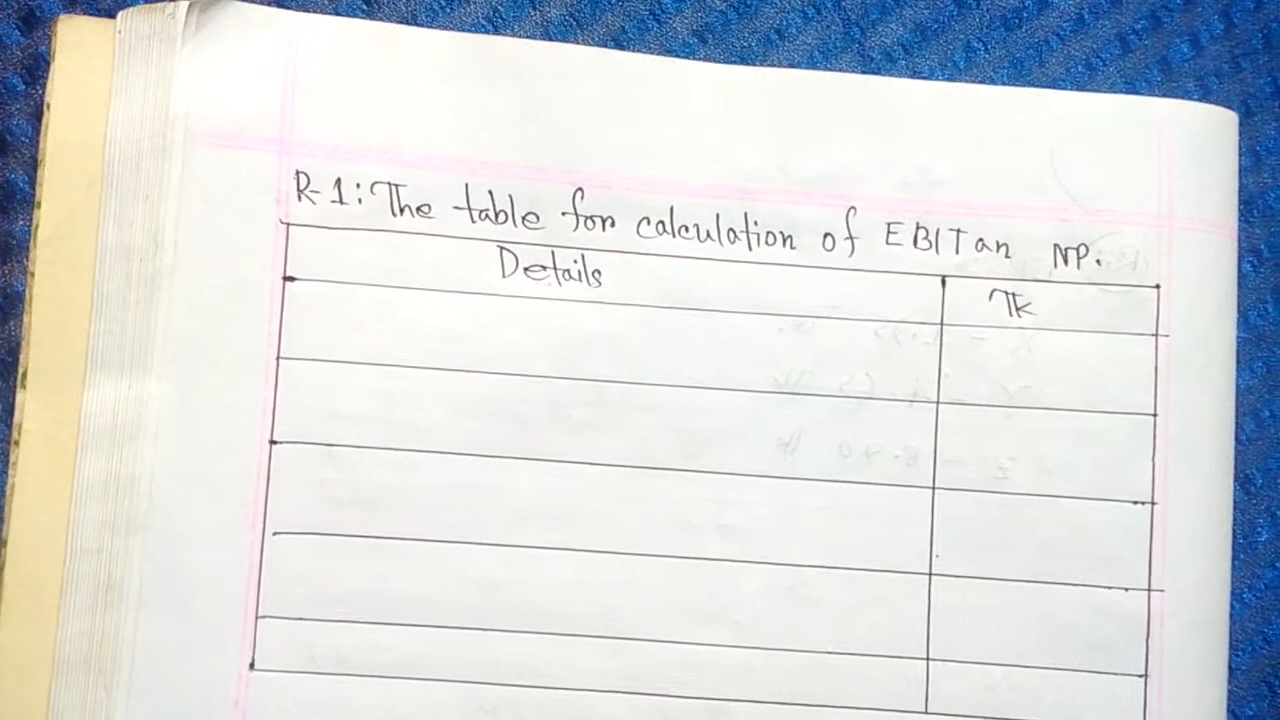 R-1: The table for calculation of EBIT an NP.
Details
Tk